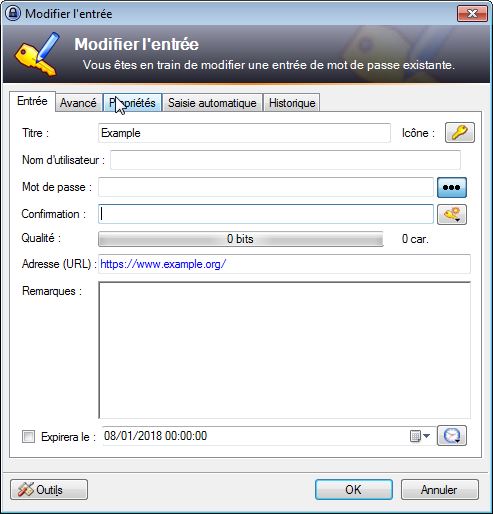 Modifier l'entrée
Modifier l'entrée
Vous êtes en train de modifier une entrée de mot de passe existante.
Entrée Avancé Propriétés Saisie automatique Historique
Titre : Example Icône :
Nom d'utilisateur :
Mot de passe :
Confirmation :
Qualité : 0 bits 0 car.
Adresse (URL) : https://www.example.org/
Remarques :
Expirera le : 08/01/2018 00:00:00
Outils OK Annuler